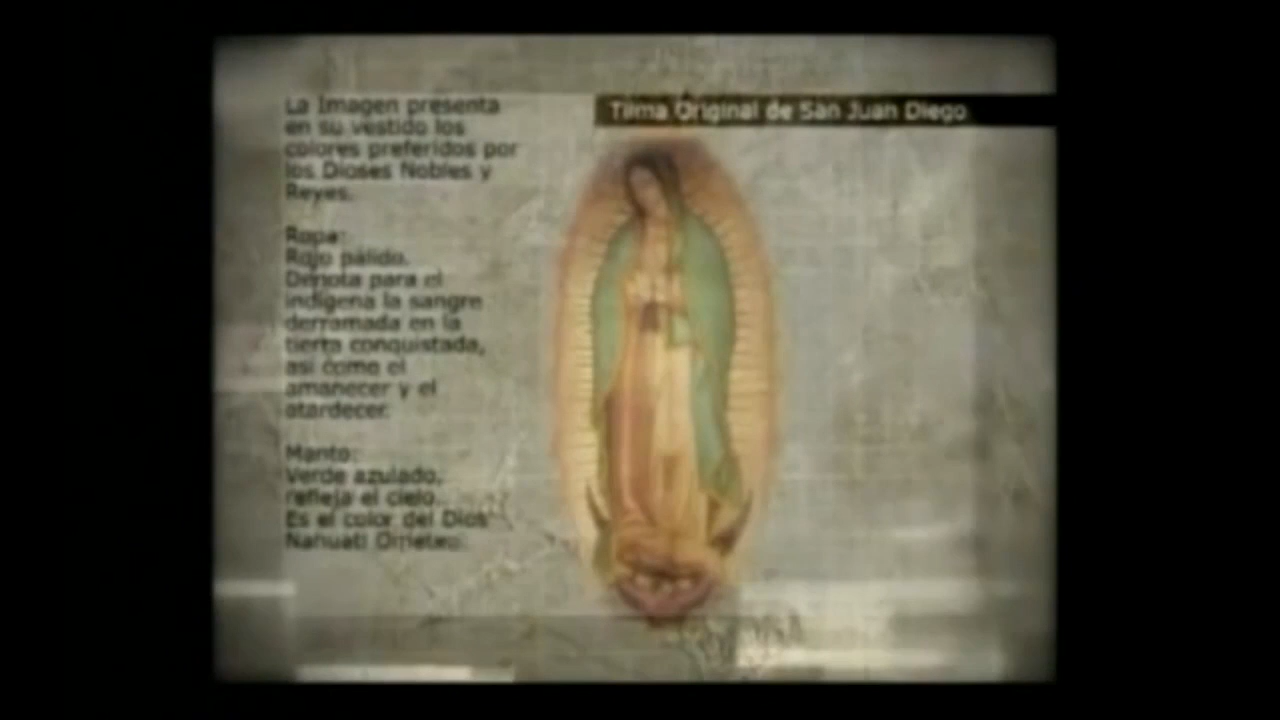 La Imagen presenta
en su vestido los
colores preferidos por
los Dioses Nobles y
Reyes.
Tilma Original de San Juan Diego
Ropa:
Rojo pálido.
Denota para el
indígena la sangre
derramada en la
tierra conquistada,
asi como el
amanecer y el
atardecer.
Manto:
Verde azulado,
refleja el cielo.
Es el color del Dios
Nahuatl